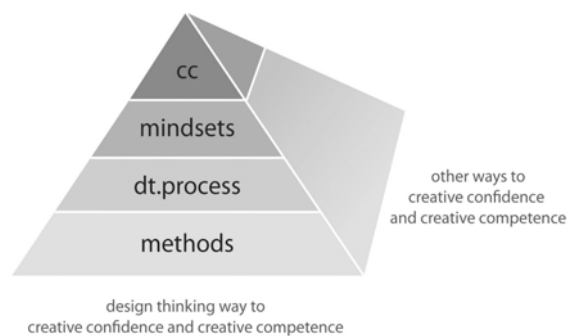 cc
mindsets
dt.process
methods
other ways to
creative confidence
and creative competence
design thinking way to
creative confidence and creative competence